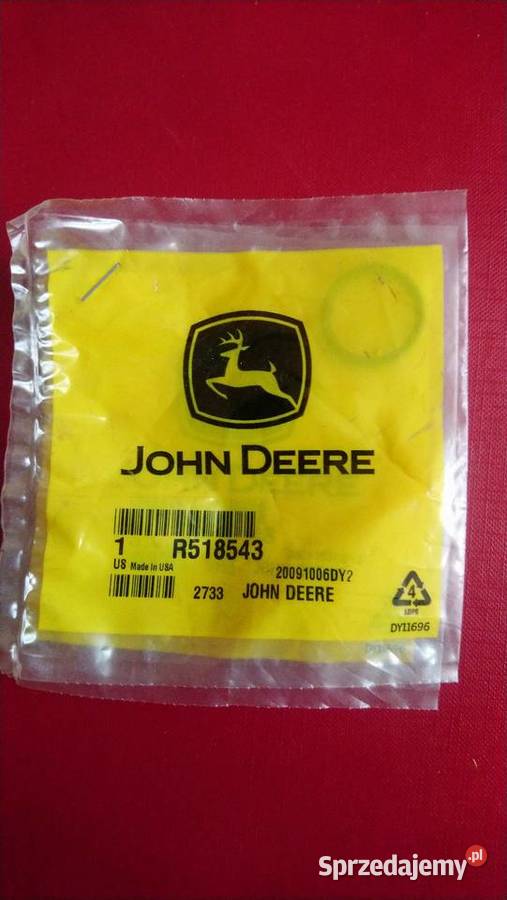 JOHN DEERE
1 R518543
US Made in USA
20091006DY2
2733 JOHN DEERE
4
LDPE
DY11696
Sprzedajemy.pl